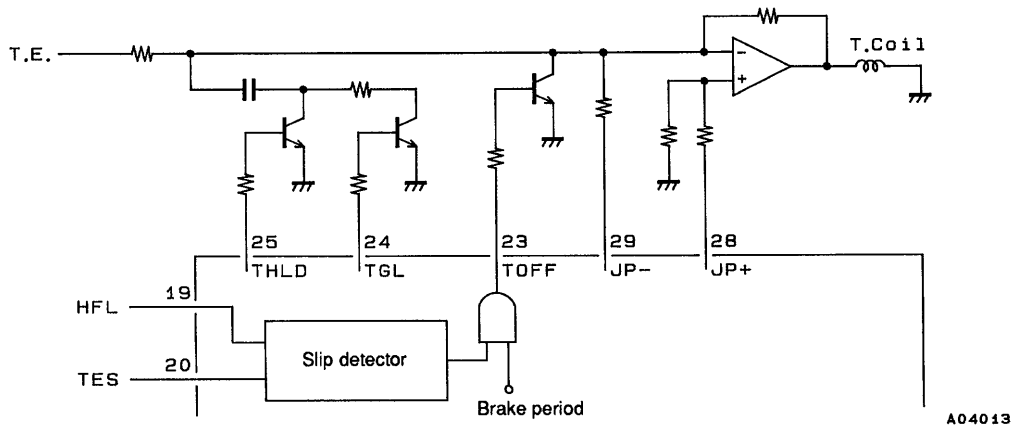 T.Coil
T.E.
25 24 23 29 28
THLD TGL TOFF JP- JP+
19
HFL
Slip detector
20
TES
Brake period
A04013